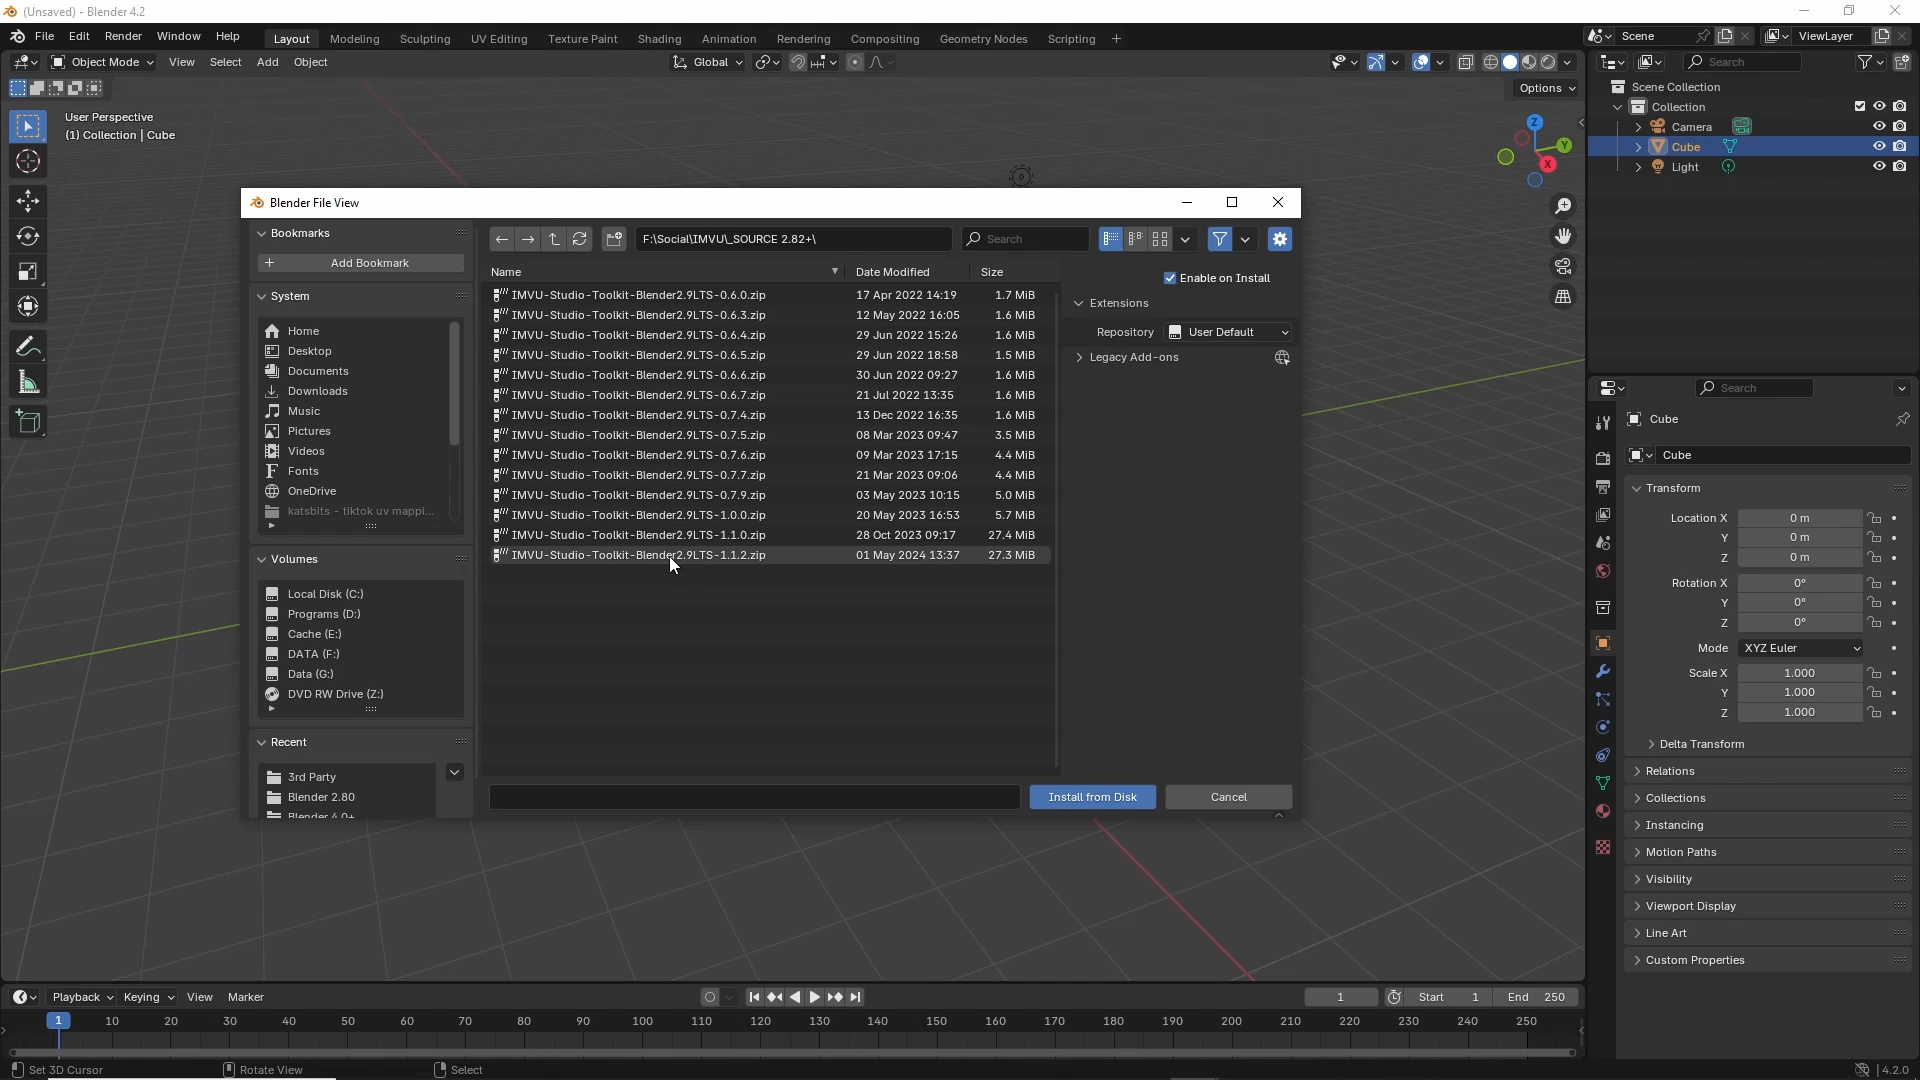 (Unsaved) - Blender 4.2
File Edit Render Window Help Layout Modeling Sculpting UV Editing Texture Paint Shading Animation Rendering Compositing Geometry Nodes Scripting + Scene ViewLayer
Object Mode View Select Add Object Global Search
Options
User Perspective
(1) Collection | Cube
Z
Y
X
Scene Collection
Collection
Camera
Cube
Light
Blender File View
Bookmarks
+ Add Bookmark
System
Home
Desktop
Documents
Downloads
Music
Pictures
Videos
Fonts
OneDrive
katsbits - tiktok uv mappi...
Volumes
Local Disk (C:)
Programs (D:)
Cache (E:)
DATA (F:)
Data (G:)
DVD RW Drive (Z:)
Recent
3rd Party
Blender 2.80
Blender 4.0+
F:\Social\IMVU\_SOURCE 2.82+\ Search
Name Date Modified Size
IMVU-Studio-Toolkit-Blender2.9LTS-0.6.0.zip 17 Apr 2022 14:19 1.7 MiB
IMVU-Studio-Toolkit-Blender2.9LTS-0.6.3.zip 12 May 2022 16:05 1.6 MiB
IMVU-Studio-Toolkit-Blender2.9LTS-0.6.4.zip 29 Jun 2022 15:26 1.6 MiB
IMVU-Studio-Toolkit-Blender2.9LTS-0.6.5.zip 29 Jun 2022 18:58 1.5 MiB
IMVU-Studio-Toolkit-Blender2.9LTS-0.6.6.zip 30 Jun 2022 09:27 1.6 MiB
IMVU-Studio-Toolkit-Blender2.9LTS-0.6.7.zip 21 Jul 2022 13:35 1.6 MiB
IMVU-Studio-Toolkit-Blender2.9LTS-0.7.4.zip 13 Dec 2022 16:35 1.6 MiB
IMVU-Studio-Toolkit-Blender2.9LTS-0.7.5.zip 08 Mar 2023 09:47 3.5 MiB
IMVU-Studio-Toolkit-Blender2.9LTS-0.7.6.zip 09 Mar 2023 17:15 4.4 MiB
IMVU-Studio-Toolkit-Blender2.9LTS-0.7.7.zip 21 Mar 2023 09:06 4.4 MiB
IMVU-Studio-Toolkit-Blender2.9LTS-0.7.9.zip 03 May 2023 10:15 5.0 MiB
IMVU-Studio-Toolkit-Blender2.9LTS-1.0.0.zip 20 May 2023 16:53 5.7 MiB
IMVU-Studio-Toolkit-Blender2.9LTS-1.1.0.zip 28 Oct 2023 09:17 27.4 MiB
IMVU-Studio-Toolkit-Blender2.9LTS-1.1.2.zip 01 May 2024 13:37 27.3 MiB
Enable on Install
Extensions
Repository User Default
Legacy Add-ons
Install from Disk Cancel
Search
Cube
Cube
Transform
Location X 0 m
Y 0 m
Z 0 m
Rotation X 0°
Y 0°
Z 0°
Mode XYZ Euler
Scale X 1.000
Y 1.000
Z 1.000
Delta Transform
Relations
Collections
Instancing
Motion Paths
Visibility
Viewport Display
Line Art
Custom Properties
Playback Keying View Marker 1 Start 1 End 250
1 10 20 30 40 50 60 70 80 90 100 110 120 130 140 150 160 170 180 190 200 210 220 230 240 250
Set 3D Cursor Rotate View Select 4.2.0